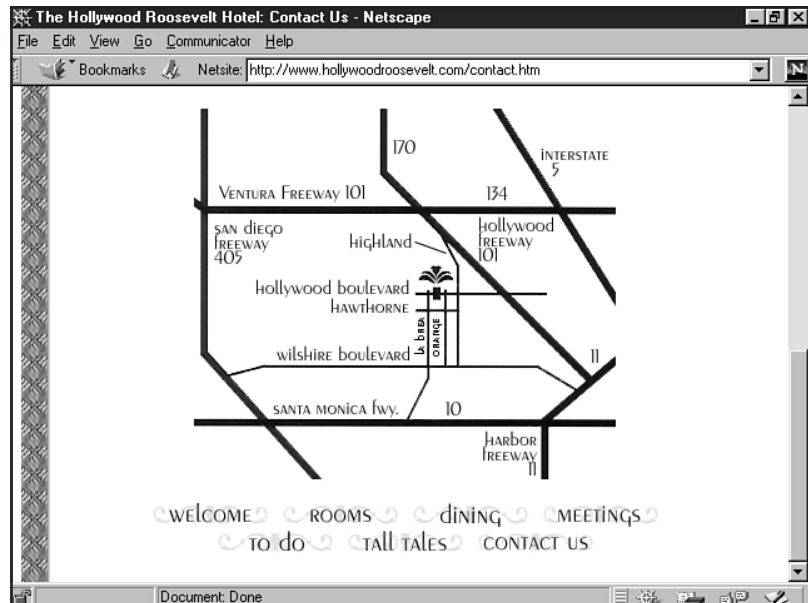 The Hollywood Roosevelt Hotel: Contact Us - Netscape
File Edit View Go Communicator Help
Bookmarks Netsite: http://www.hollywoodroosevelt.com/contact.htm
N
170
INTERSTATE
5
VENTURA FREEWAY 101
134
SAN diEGO
FREEWAY
405
highland
hollywood
FREEWAY
101
hollywood boulevard
HAWTHORNE
LA BREA
ORANGE
wilshire boulevard
11
SANTA MONICA fwy.
10
HARBOR
FREEWAY
11
WELCOME ROOMS diNiNG MEETiNGS
TO do TAll TALES CONTACT US
Document: Done